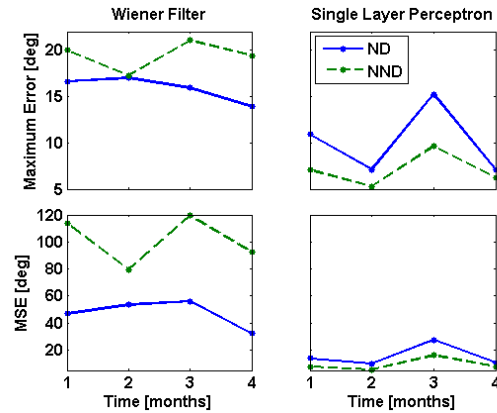 Wiener Filter
Single Layer Perceptron
Maximum Error [deg]
20
15
10
5
ND
NND
MSE [deg]
120
100
80
60
40
20
1 2 3 4
1 2 3 4
Time [months]
Time [months]